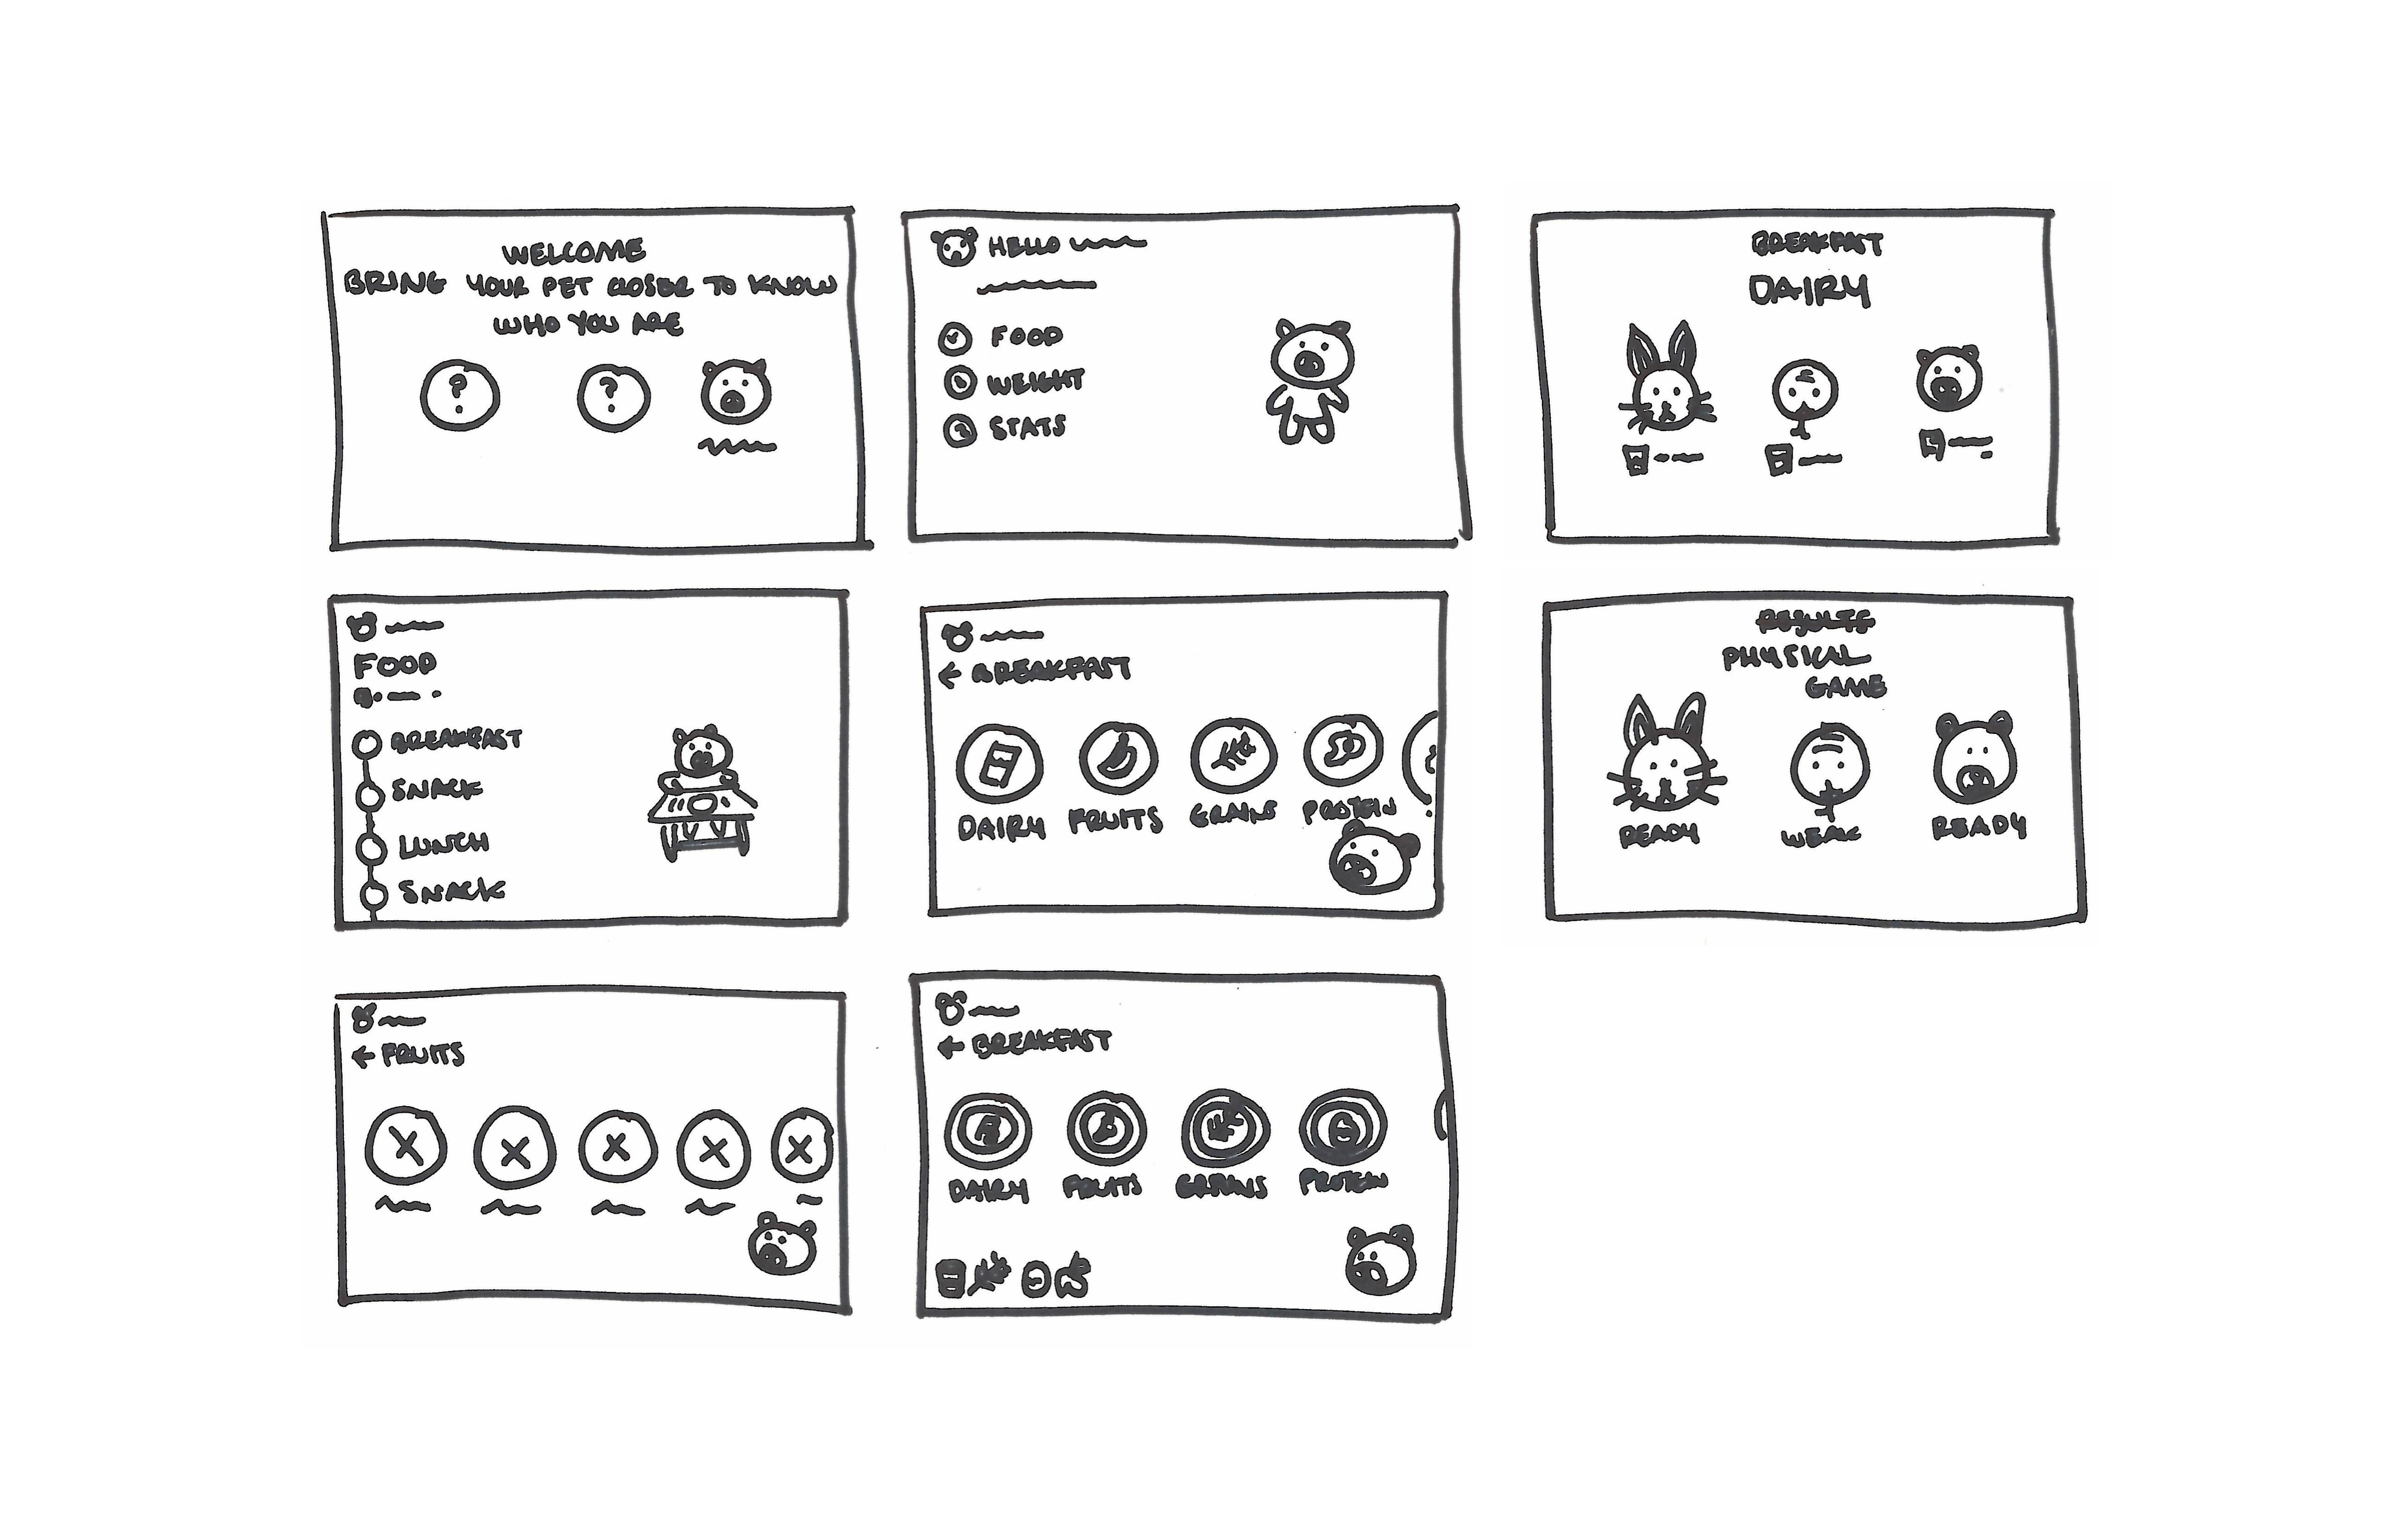 WELCOME
BRING YOUR PET CLOSER TO KNOW
WHO YOU ARE
?
?
HELLO
FOOD
WEIGHT
STATS
BREAKFAST
DAIRY
FOOD
BREAKFAST
SNACK
LUNCH
SNACK
← BREAKFAST
DAIRY FRUITS GRAINS PROTEIN
RESULTS
PHYSICAL
GAME
READY WEAK READY
← FRUITS
← BREAKFAST
DAIRY FRUITS GRAINS PROTEIN